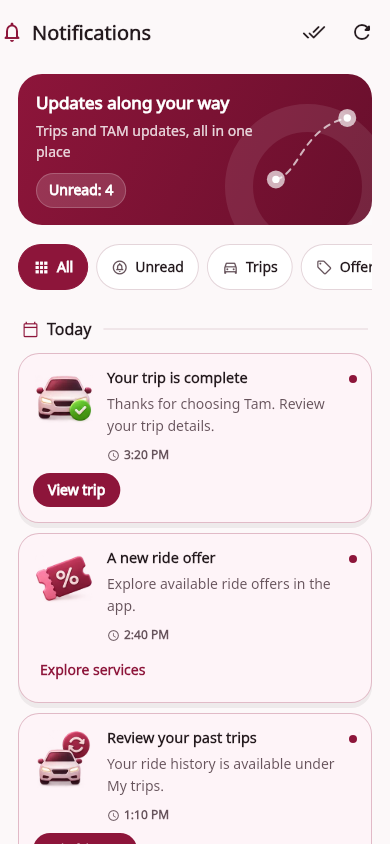 Notifications
Updates along your way
Trips and TAM updates, all in one
place
Unread: 4
All
Unread
Trips
Offer
Today
Your trip is complete
Thanks for choosing Tam. Review
your trip details.
3:20 PM
View trip
A new ride offer
%
Explore available ride offers in the
app.
2:40 PM
Explore services
Review your past trips
Your ride history is available under
My trips.
1:10 PM